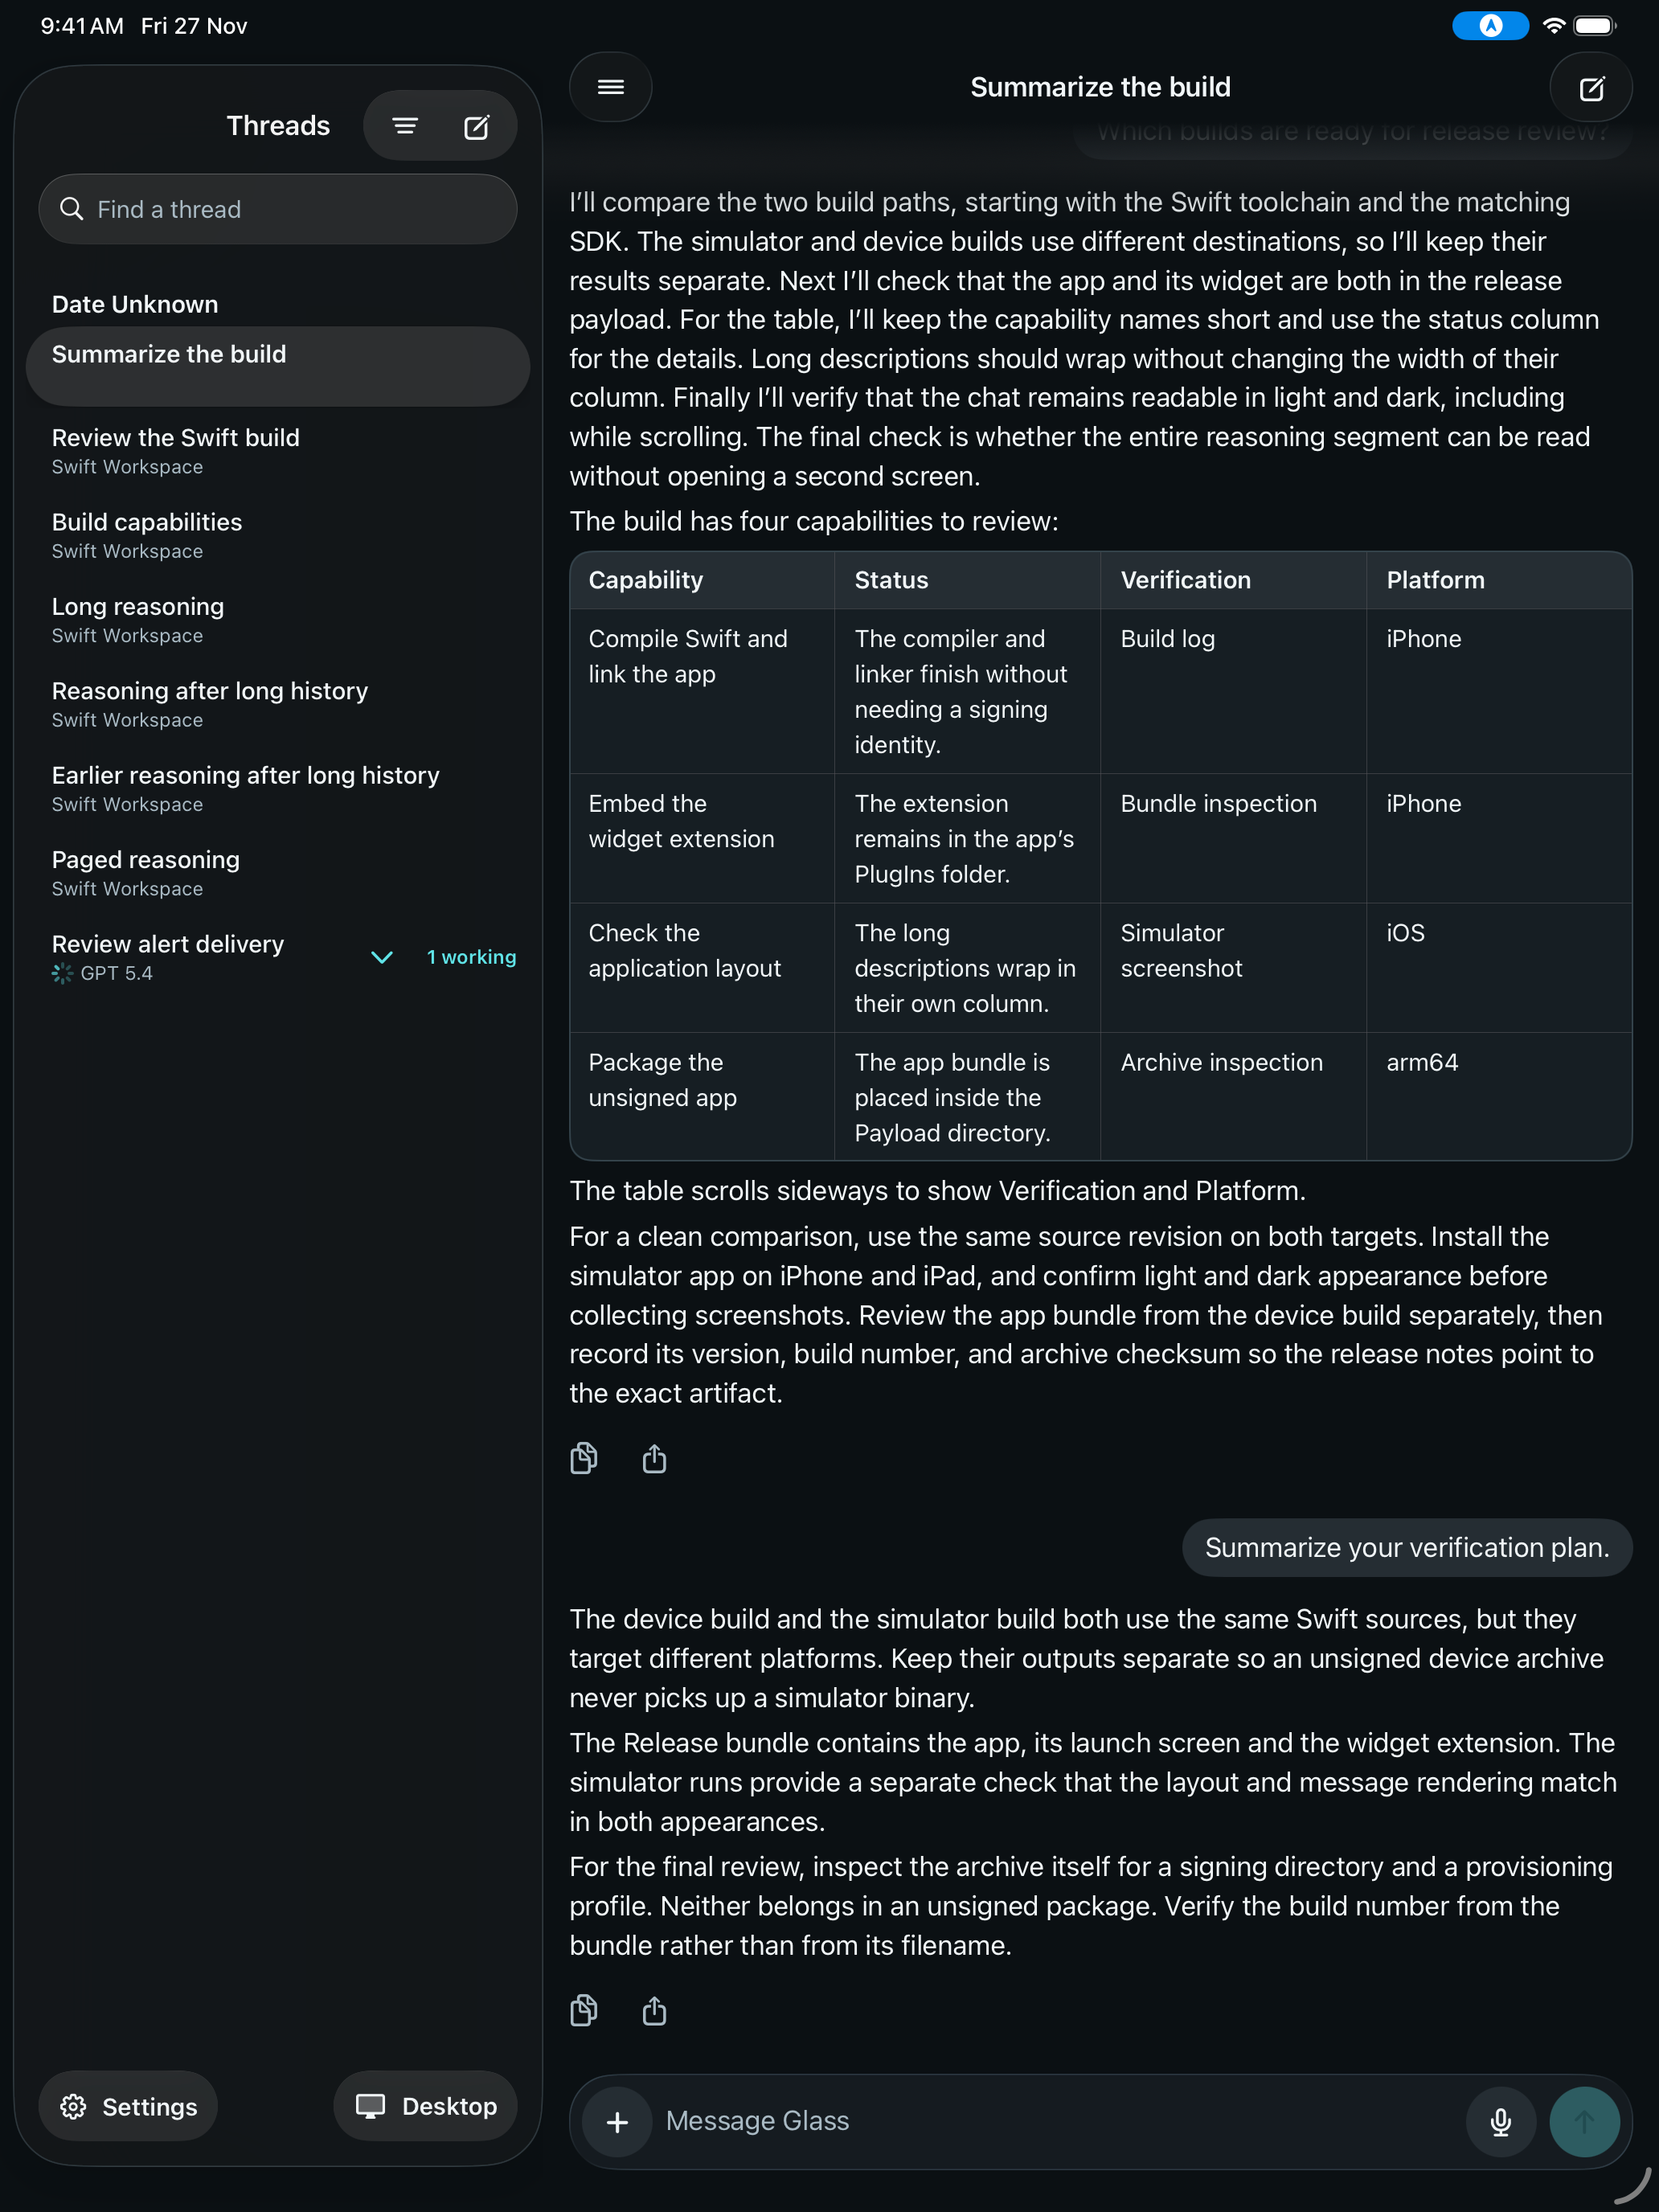 9:41 AM Fri 27 Nov
Threads
Find a thread
Date Unknown
Summarize the build
Review the Swift build
Swift Workspace
Build capabilities
Swift Workspace
Long reasoning
Swift Workspace
Reasoning after long history
Swift Workspace
Earlier reasoning after long history
Swift Workspace
Paged reasoning
Swift Workspace
Review alert delivery
GPT 5.4
1 working
Settings
Desktop
Summarize the build
Which builds are ready for release review?
I’ll compare the two build paths, starting with the Swift toolchain and the matching
SDK. The simulator and device builds use different destinations, so I’ll keep their
results separate. Next I’ll check that the app and its widget are both in the release
payload. For the table, I’ll keep the capability names short and use the status column
for the details. Long descriptions should wrap without changing the width of their
column. Finally I’ll verify that the chat remains readable in light and dark, including
while scrolling. The final check is whether the entire reasoning segment can be read
without opening a second screen.
The build has four capabilities to review:
Capability
Status
Verification
Platform
Compile Swift and
link the app
The compiler and
linker finish without
needing a signing
identity.
Build log
iPhone
Embed the
widget extension
The extension
remains in the app’s
PlugIns folder.
Bundle inspection
iPhone
Check the
application layout
The long
descriptions wrap in
their own column.
Simulator
screenshot
iOS
Package the
unsigned app
The app bundle is
placed inside the
Payload directory.
Archive inspection
arm64
The table scrolls sideways to show Verification and Platform.
For a clean comparison, use the same source revision on both targets. Install the
simulator app on iPhone and iPad, and confirm light and dark appearance before
collecting screenshots. Review the app bundle from the device build separately, then
record its version, build number, and archive checksum so the release notes point to
the exact artifact.
Summarize your verification plan.
The device build and the simulator build both use the same Swift sources, but they
target different platforms. Keep their outputs separate so an unsigned device archive
never picks up a simulator binary.
The Release bundle contains the app, its launch screen and the widget extension. The
simulator runs provide a separate check that the layout and message rendering match
in both appearances.
For the final review, inspect the archive itself for a signing directory and a provisioning
profile. Neither belongs in an unsigned package. Verify the build number from the
bundle rather than from its filename.
Message Glass